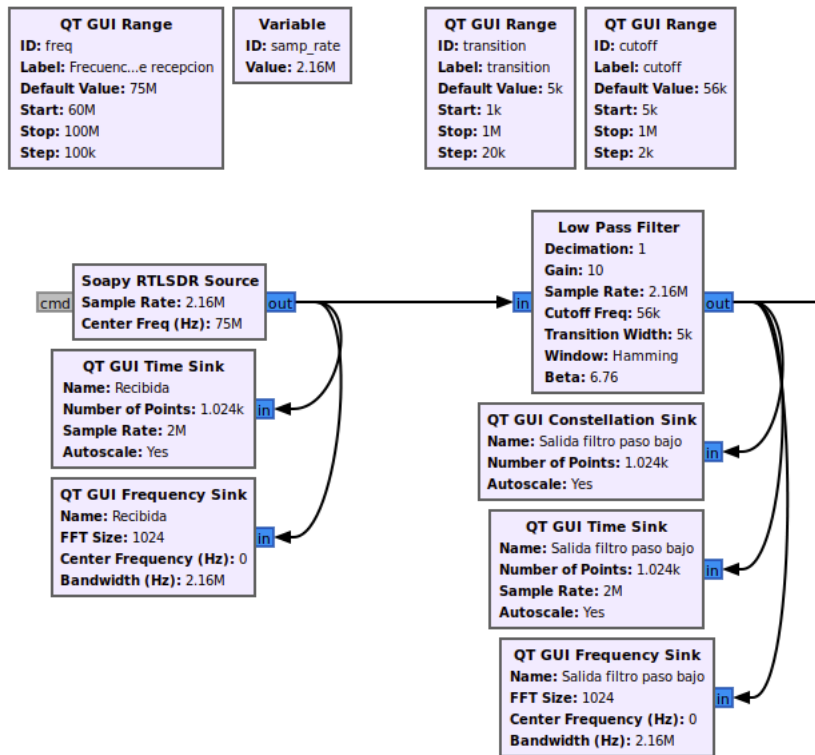 QT GUI Range
ID: freq
Label: Frecuenc...e recepcion
Default Value: 75M
Start: 60M
Stop: 100M
Step: 100k
Variable
ID: samp_rate
Value: 2.16M
QT GUI Range
ID: transition
Label: transition
Default Value: 5k
Start: 1k
Stop: 1M
Step: 20k
QT GUI Range
ID: cutoff
Label: cutoff
Default Value: 56k
Start: 5k
Stop: 1M
Step: 2k
cmd
Soapy RTLSDR Source
Sample Rate: 2.16M
Center Freq (Hz): 75M
out
in
Low Pass Filter
Decimation: 1
Gain: 10
Sample Rate: 2.16M
Cutoff Freq: 56k
Transition Width: 5k
Window: Hamming
Beta: 6.76
out
QT GUI Time Sink
Name: Recibida
Number of Points: 1.024k
Sample Rate: 2M
Autoscale: Yes
in
QT GUI Constellation Sink
Name: Salida filtro paso bajo
Number of Points: 1.024k
Autoscale: Yes
in
QT GUI Frequency Sink
Name: Recibida
FFT Size: 1024
Center Frequency (Hz): 0
Bandwidth (Hz): 2.16M
in
QT GUI Time Sink
Name: Salida filtro paso bajo
Number of Points: 1.024k
Sample Rate: 2M
Autoscale: Yes
in
QT GUI Frequency Sink
Name: Salida filtro paso bajo
FFT Size: 1024
Center Frequency (Hz): 0
Bandwidth (Hz): 2.16M
in